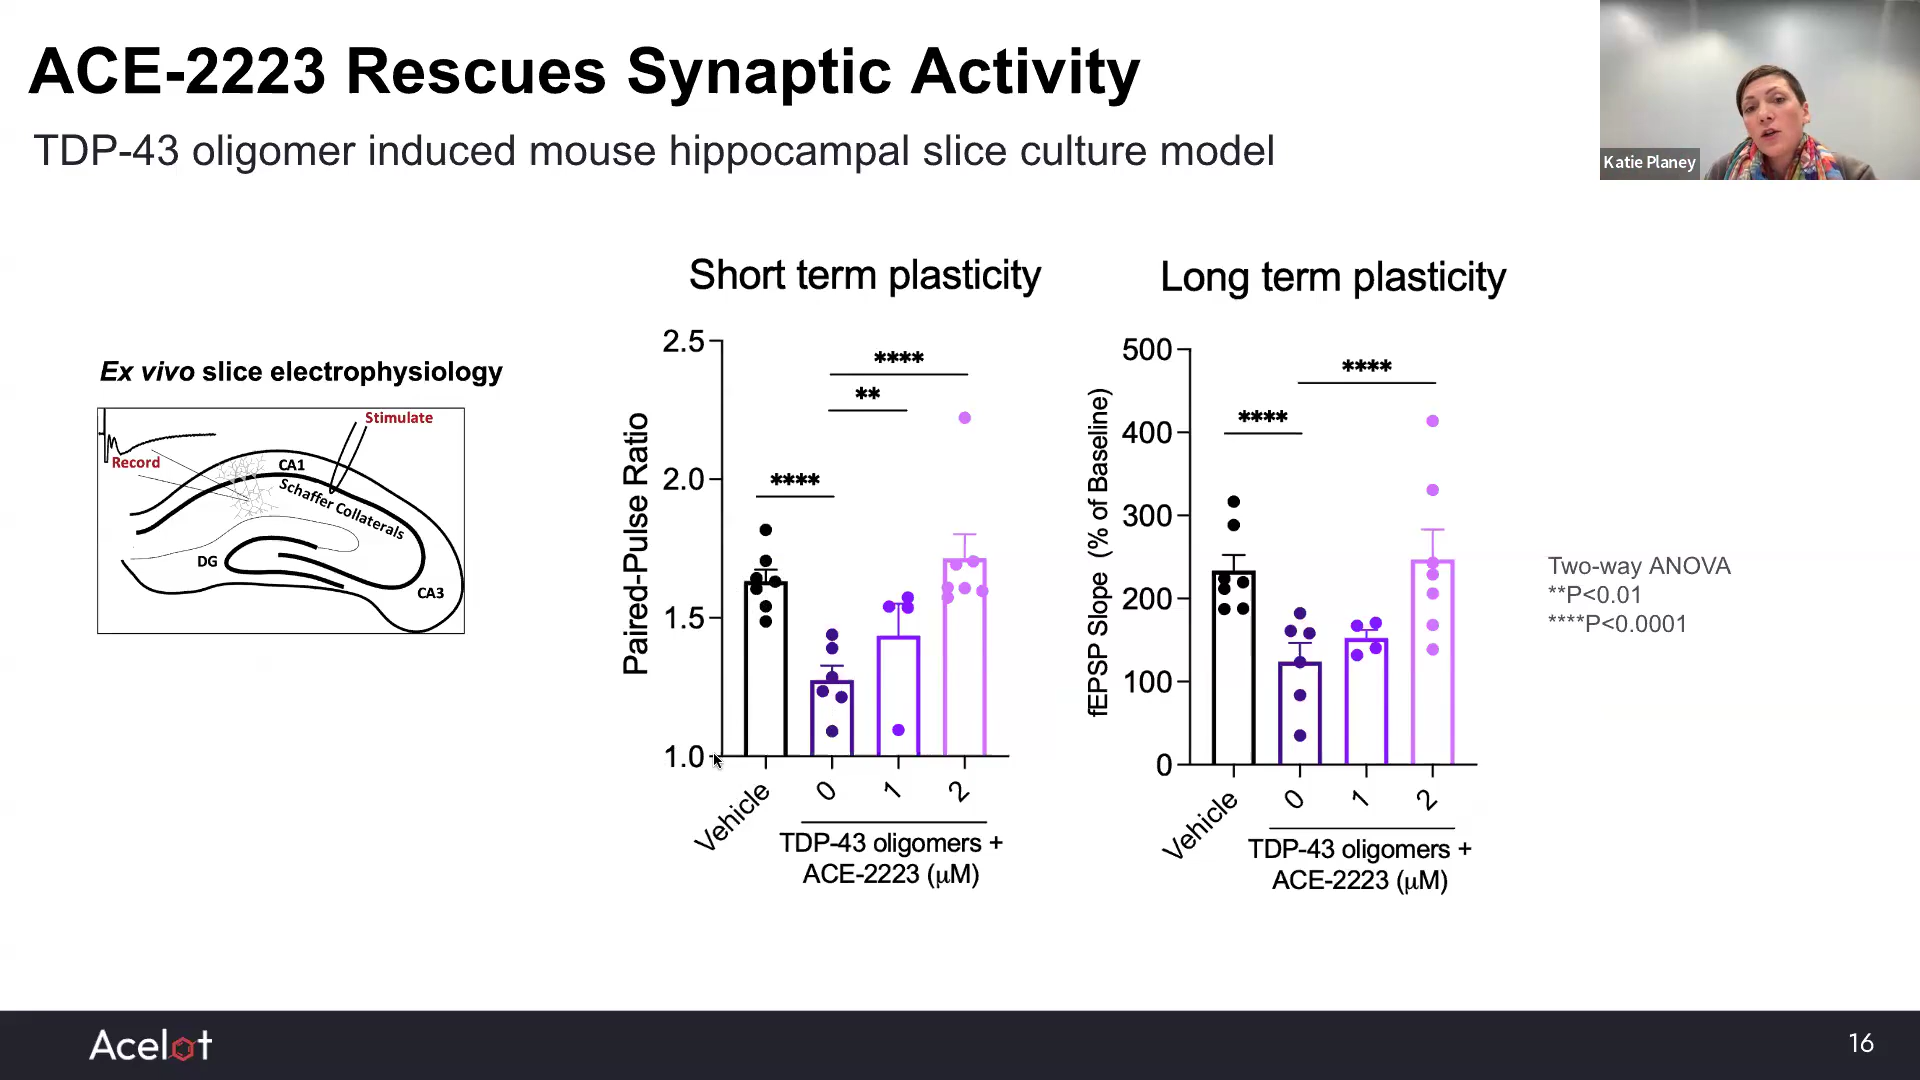 ACE-2223 Rescues Synaptic Activity
TDP-43 oligomer induced mouse hippocampal slice culture model
Katie Planey
Ex vivo slice electrophysiology
Stimulate
Record
CA1
Schaffer Collaterals
DG
CA3
Short term plasticity
Paired-Pulse Ratio
2.5
2.0
1.5
1.0
****
**
****
Vehicle
0
1
2
TDP-43 oligomers +
ACE-2223 (μM)
Long term plasticity
fEPSP Slope (% of Baseline)
500
400
300
200
100
0
****
****
Vehicle
0
1
2
TDP-43 oligomers +
ACE-2223 (μM)
Two-way ANOVA
**P<0.01
****P<0.0001
Acelot
16